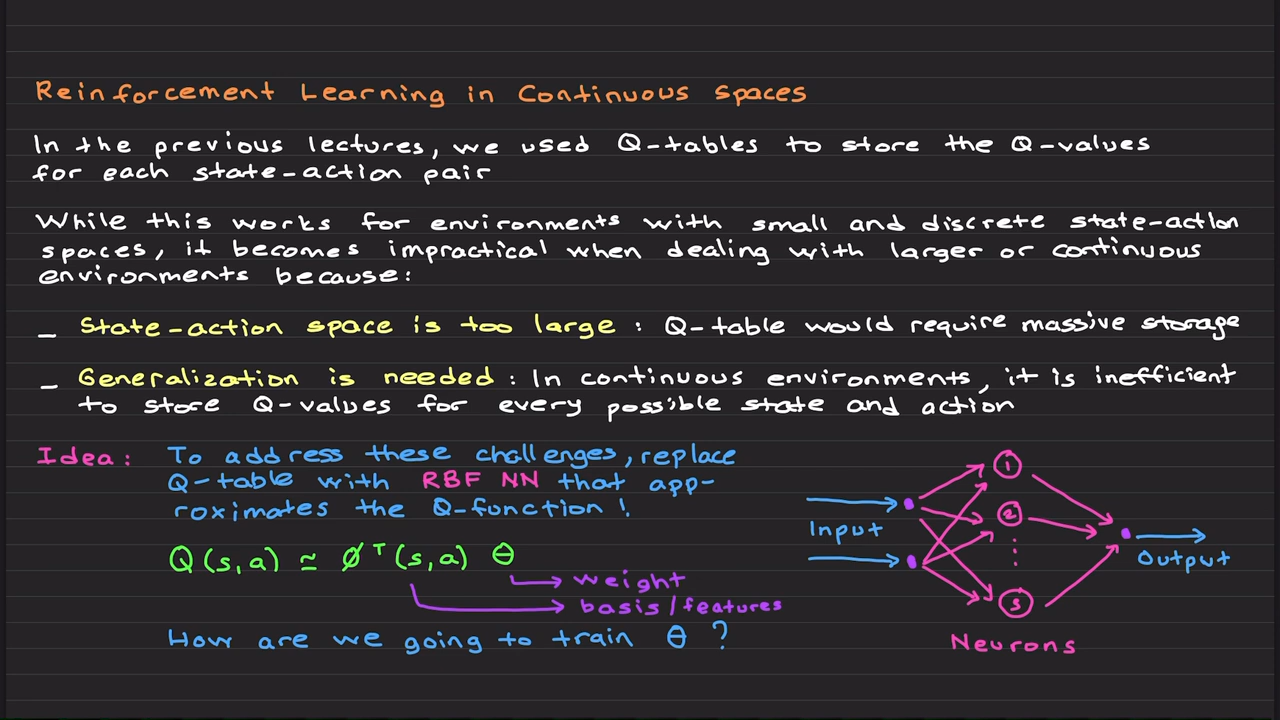 Reinforcement Learning in Continuous Spaces
In the previous lectures, we used Q-tables to store the Q-values
for each state-action pair
While this works for environments with small and discrete state-action
spaces, it becomes impractical when dealing with larger or continuous
environments because:
- State-action space is too large : Q-table would require massive storage
- Generalization is needed : In continuous environments, it is inefficient
to store Q-values for every possible state and action
Idea: To address these challenges, replace
Q-table with RBF NN that app-
roximates the Q-function!
Q(s,a) ≃ ϕᵀ(s,a) θ
weight
basis/features
How are we going to train θ ?
Input
1
2
⋮
s
Neurons
Output